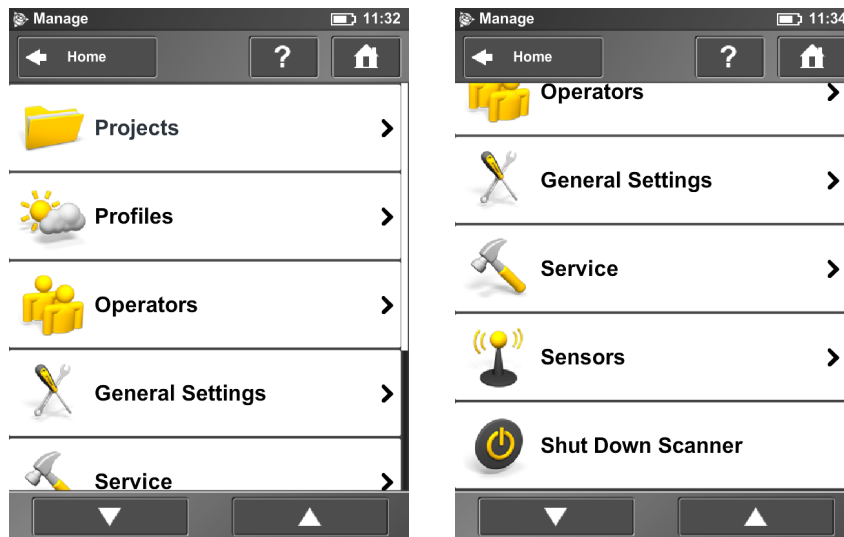 Manage 11:32
Home ?
Projects
Profiles
Operators
General Settings
Service
Manage 11:34
Home ?
Operators
General Settings
Service
Sensors
Shut Down Scanner